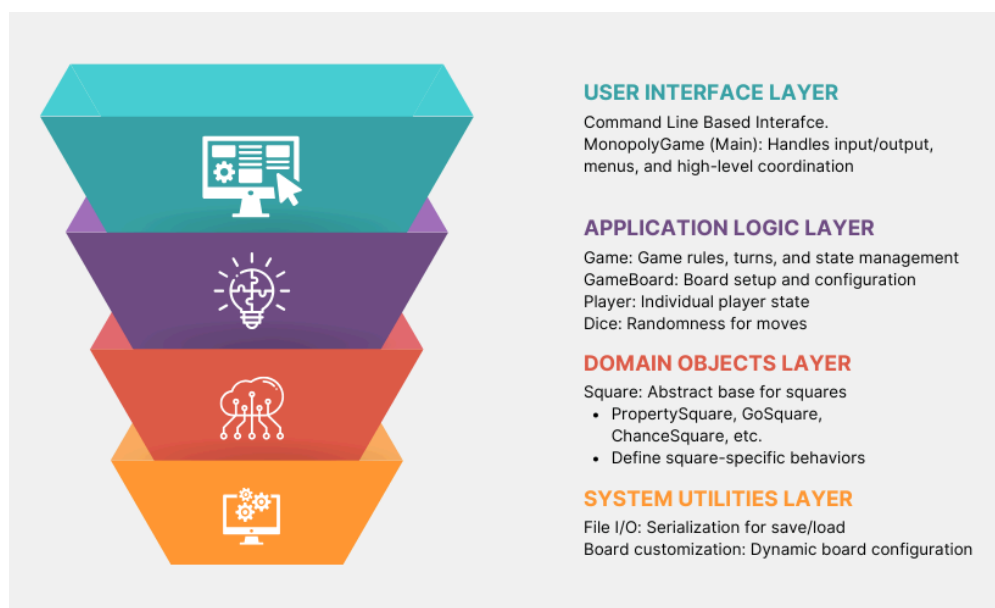 USER INTERFACE LAYER
Command Line Based Interafce.
MonopolyGame (Main): Handles input/output,
menus, and high-level coordination
APPLICATION LOGIC LAYER
Game: Game rules, turns, and state management
GameBoard: Board setup and configuration
Player: Individual player state
Dice: Randomness for moves
DOMAIN OBJECTS LAYER
Square: Abstract base for squares
• PropertySquare, GoSquare,
ChanceSquare, etc.
• Define square-specific behaviors
SYSTEM UTILITIES LAYER
File I/O: Serialization for save/load
Board customization: Dynamic board configuration